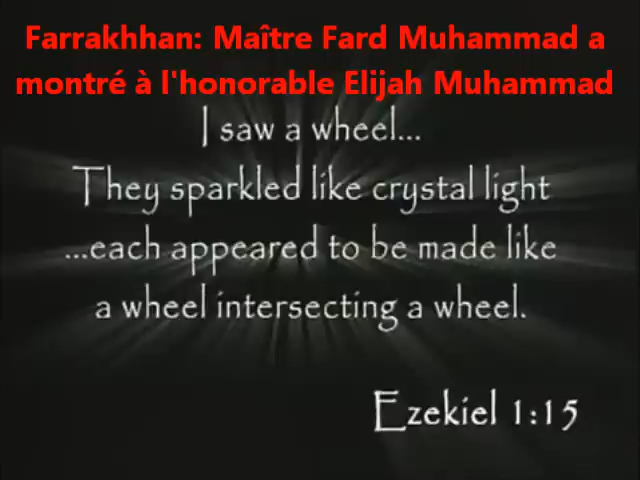 Farrakhhan: Maître Fard Muhammad a
montré à l'honorable Elijah Muhammad
I saw a wheel...
They sparkled like crystal light
...each appeared to be made like
a wheel intersecting a wheel.
Ezekiel 1:15